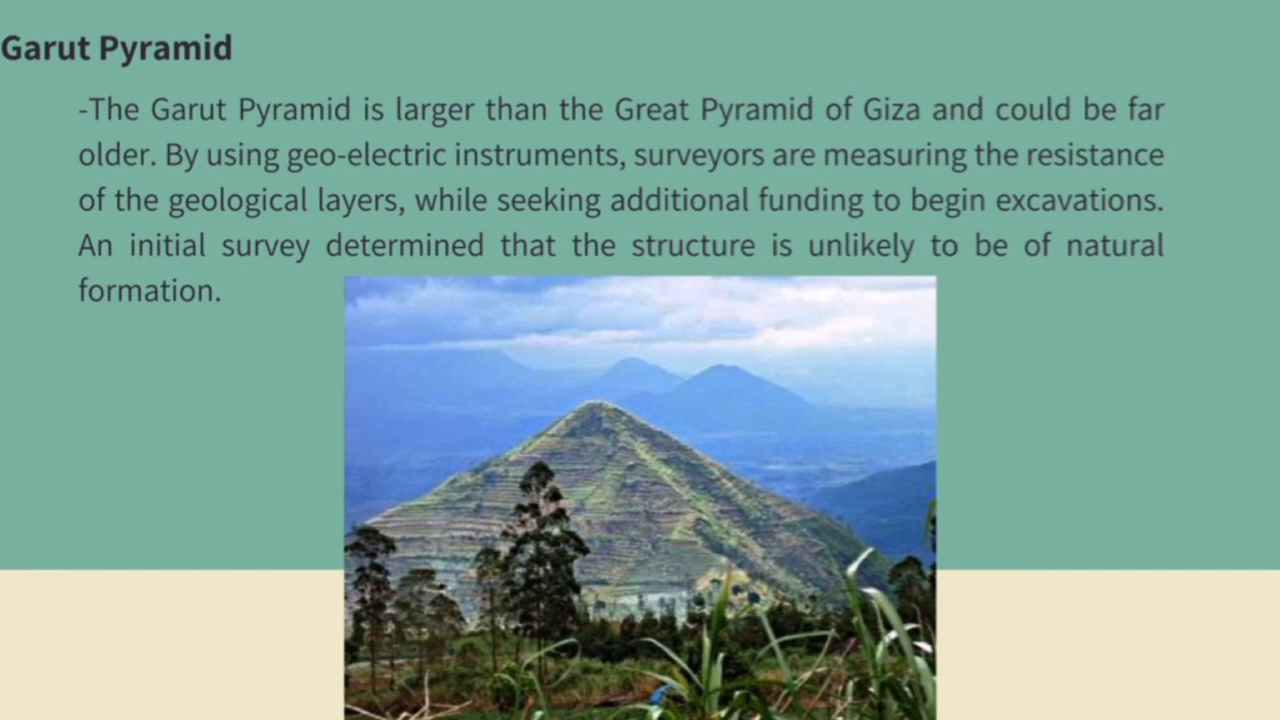 Garut Pyramid
-The Garut Pyramid is larger than the Great Pyramid of Giza and could be far
older. By using geo-electric instruments, surveyors are measuring the resistance
of the geological layers, while seeking additional funding to begin excavations.
An initial survey determined that the structure is unlikely to be of natural
formation.